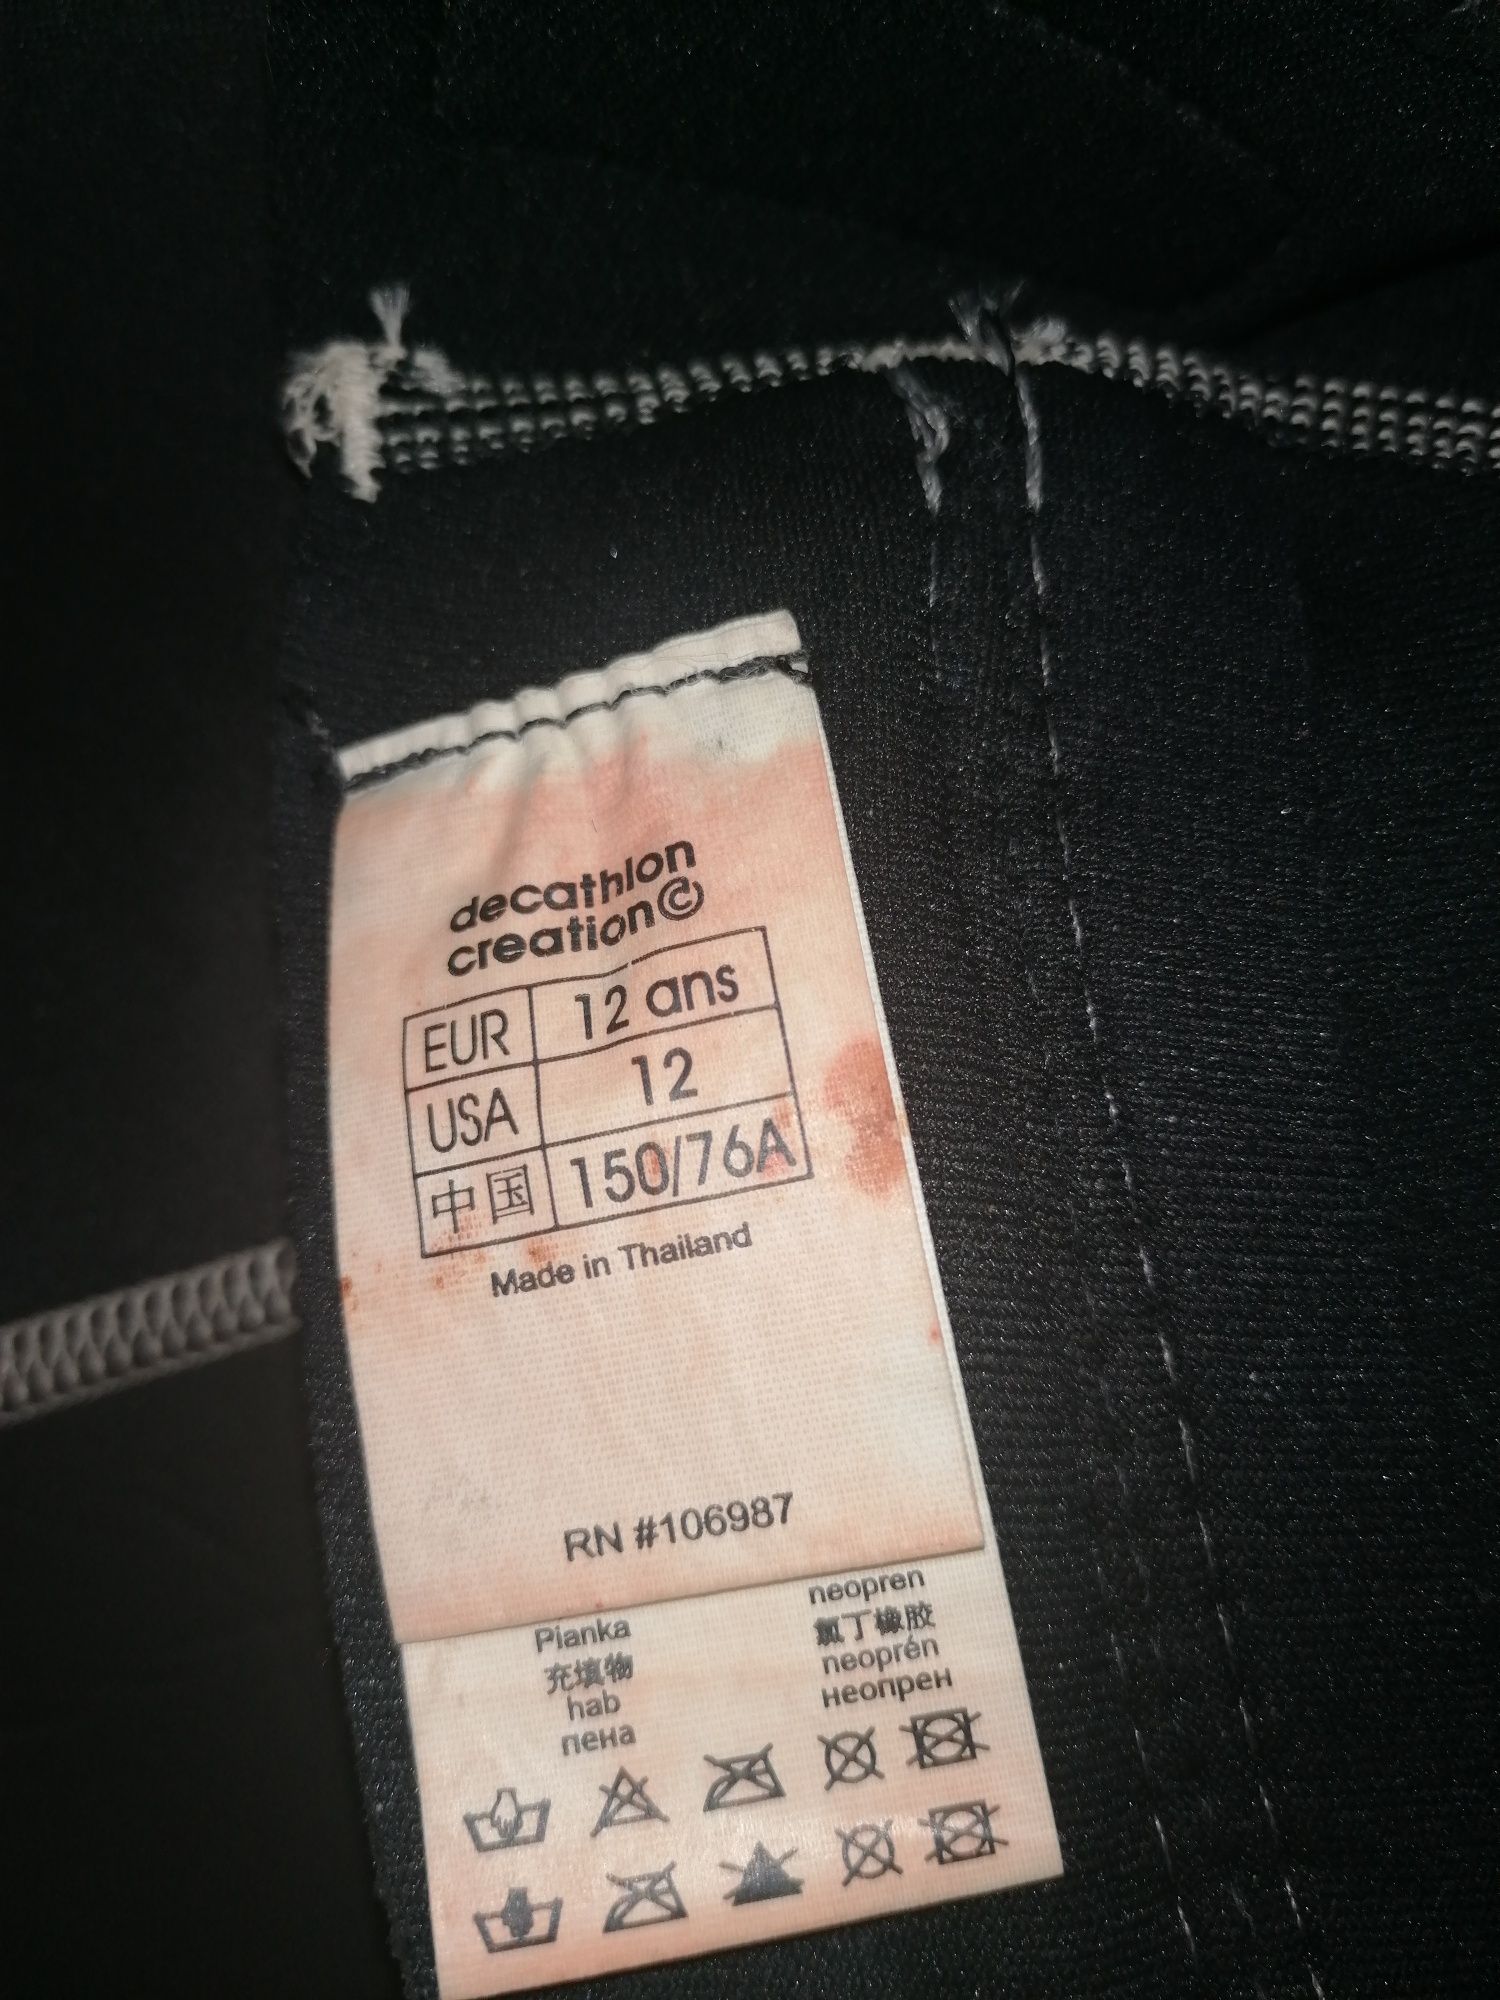 decathlon
creation©
EUR 12 ans
USA 12
中国 150/76A
Made in Thailand
RN #106987
Pianka neopren
充填物 氯丁橡胶
hab neoprén
пена неопрен